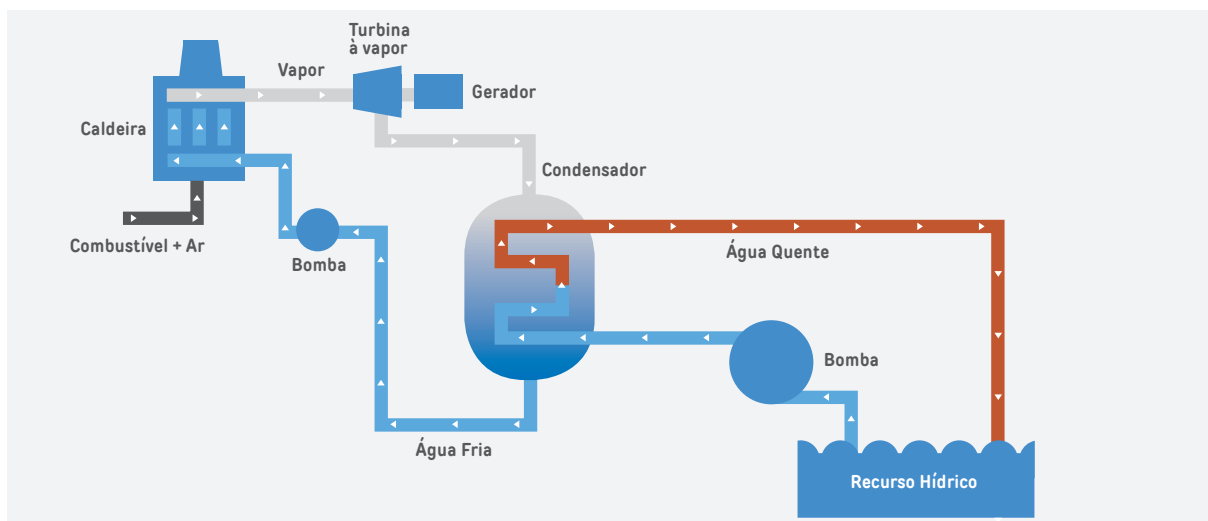 Turbina
à vapor
Vapor
Gerador
Caldeira
Condensador
Combustível + Ar
Bomba
Água Quente
Bomba
Água Fria
Recurso Hídrico